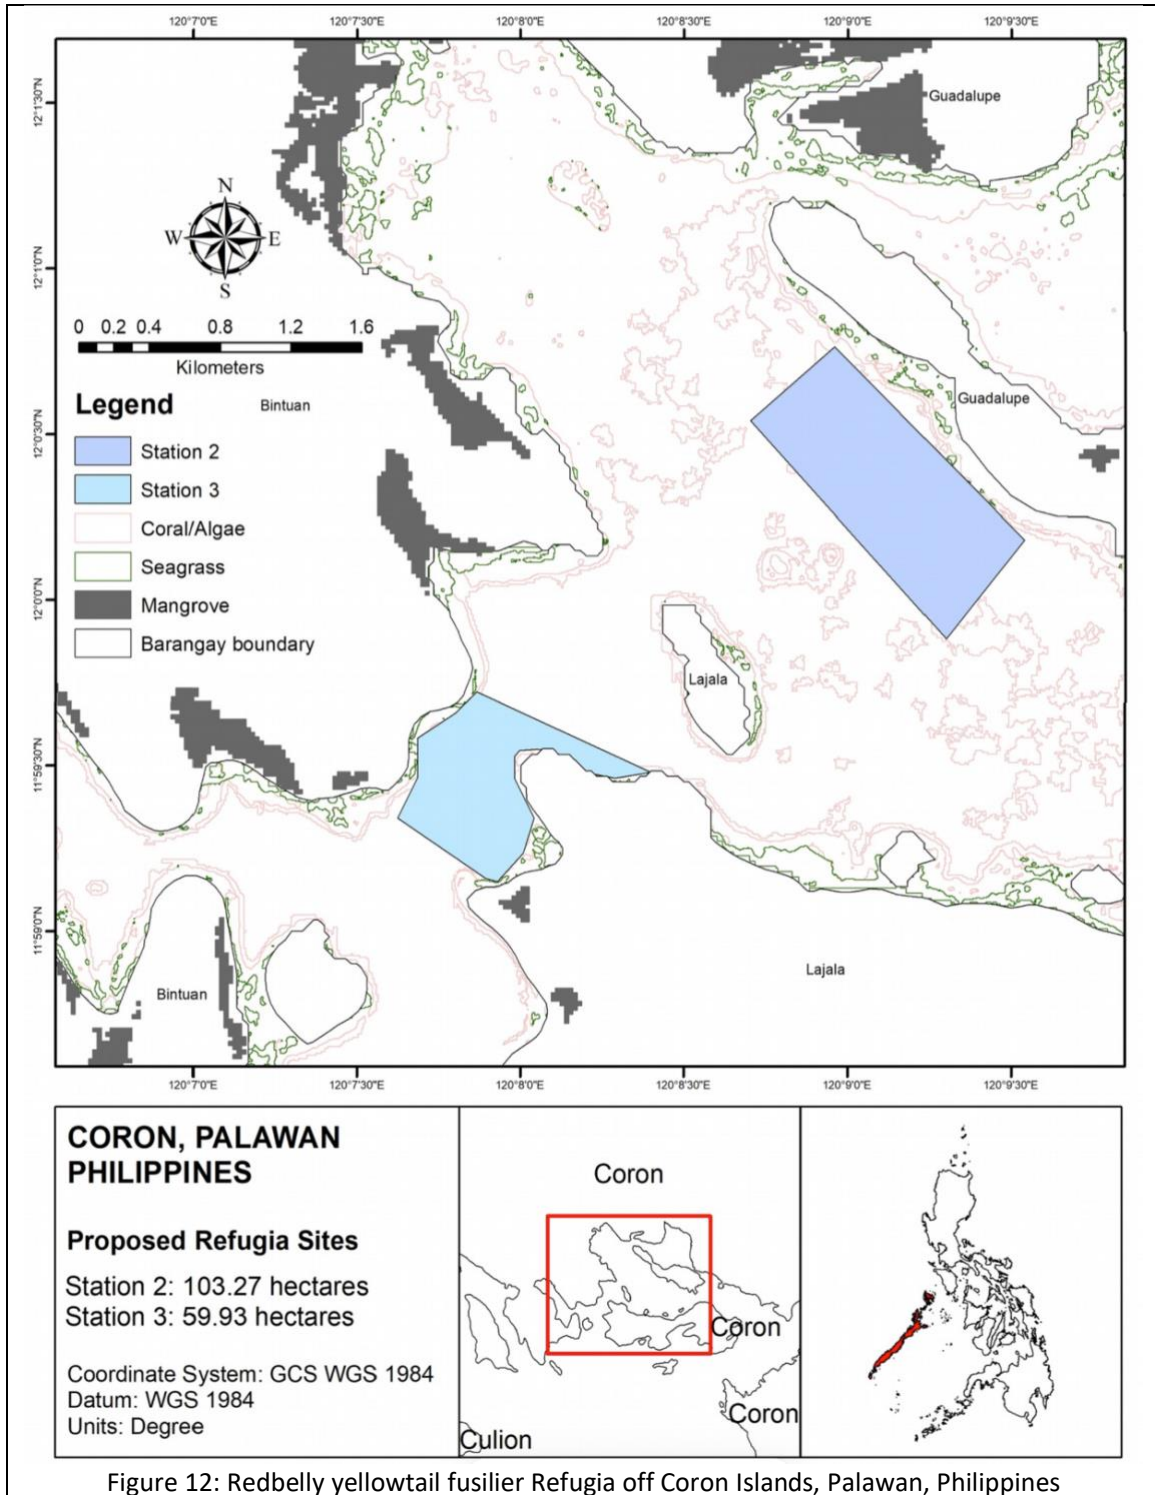 120°7'0"E 120°7'30"E 120°8'0"E 120°8'30"E 120°9'0"E 120°9'30"E
12°1'30"N
12°1'0"N
12°0'30"N
12°0'0"N
11°59'30"N
11°59'0"N
Guadalupe
N
W E
S
0 0.2 0.4 0.8 1.2 1.6
Kilometers
Legend
Bintuan
Guadalupe
Station 2
Station 3
Coral/Algae
Seagrass
Mangrove
Barangay boundary
Lajala
Lajala
Bintuan
120°7'0"E 120°7'30"E 120°8'0"E 120°8'30"E 120°9'0"E 120°9'30"E
CORON, PALAWAN
PHILIPPINES
Proposed Refugia Sites
Station 2: 103.27 hectares
Station 3: 59.93 hectares
Coordinate System: GCS WGS 1984
Datum: WGS 1984
Units: Degree
Coron
Coron
Coron
Culion
Figure 12: Redbelly yellowtail fusilier Refugia off Coron Islands, Palawan, Philippines